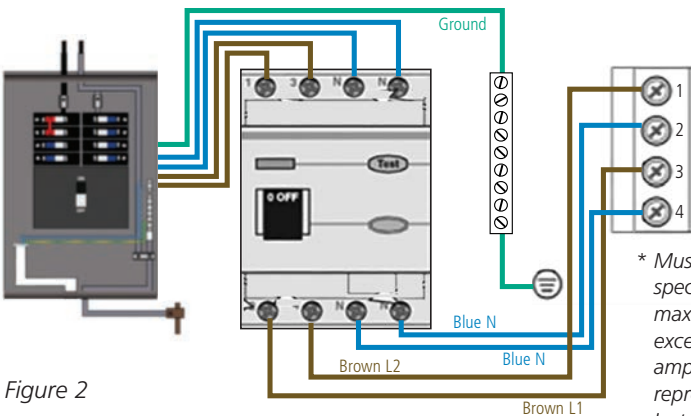 Ground
1 3 N N
Test
0 OFF
1
2
3
4
N N
Blue N
Blue N
Brown L2
Brown L1
Figure 2
* Mus
spec
max
exce
amp
repr